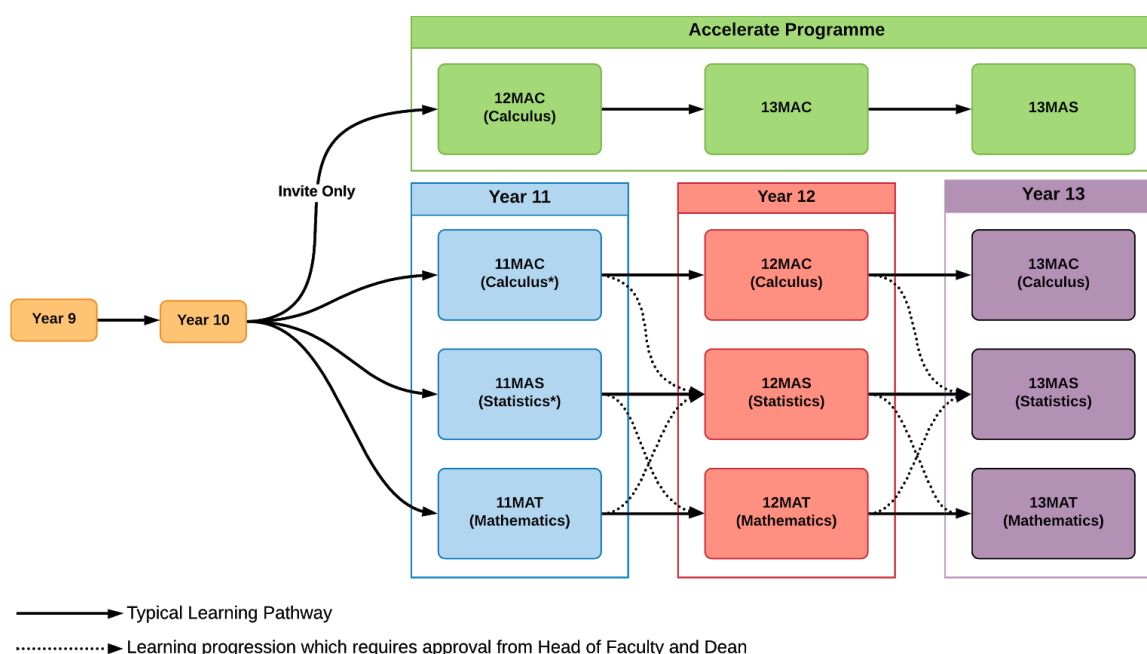 Accelerate Programme
12MAC
(Calculus)
13MAC
13MAS
Invite Only
Year 11
Year 12
Year 13
11MAC
(Calculus*)
12MAC
(Calculus)
13MAC
(Calculus)
Year 9
Year 10
11MAS
(Statistics*)
12MAS
(Statistics)
13MAS
(Statistics)
11MAT
(Mathematics)
12MAT
(Mathematics)
13MAT
(Mathematics)
Typical Learning Pathway
Learning progression which requires approval from Head of Faculty and Dean